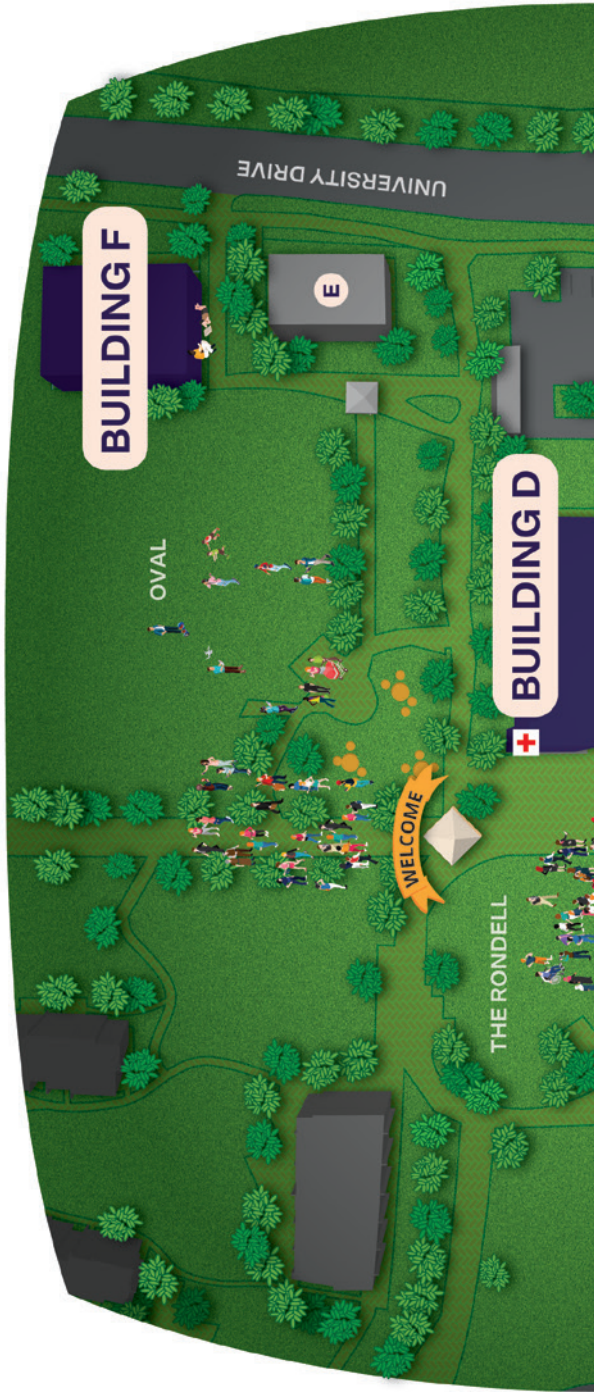 UNIVERSITY DRIVE
BUILDING F
E
OVAL
BUILDING D
WELCOME
THE RONDELL